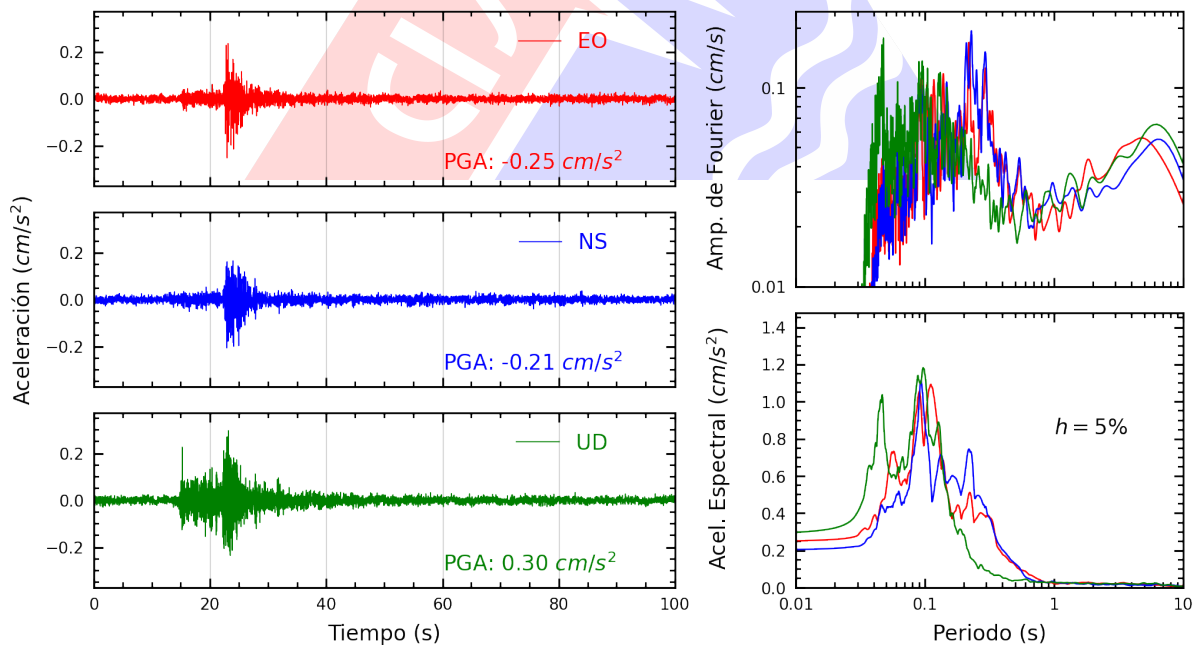 Aceleración (cm/s²)
0.2
0.0
−0.2
EO
PGA: -0.25 cm/s²
0.2
0.0
−0.2
NS
PGA: -0.21 cm/s²
0.2
0.0
−0.2
UD
PGA: 0.30 cm/s²
0 20 40 60 80 100
Tiempo (s)
Amp. de Fourier (cm/s)
0.1
0.01
Acel. Espectral (cm/s²)
1.4
1.2
1.0
0.8
0.6
0.4
0.2
0.0
h = 5%
0.01 0.1 1 10
Periodo (s)